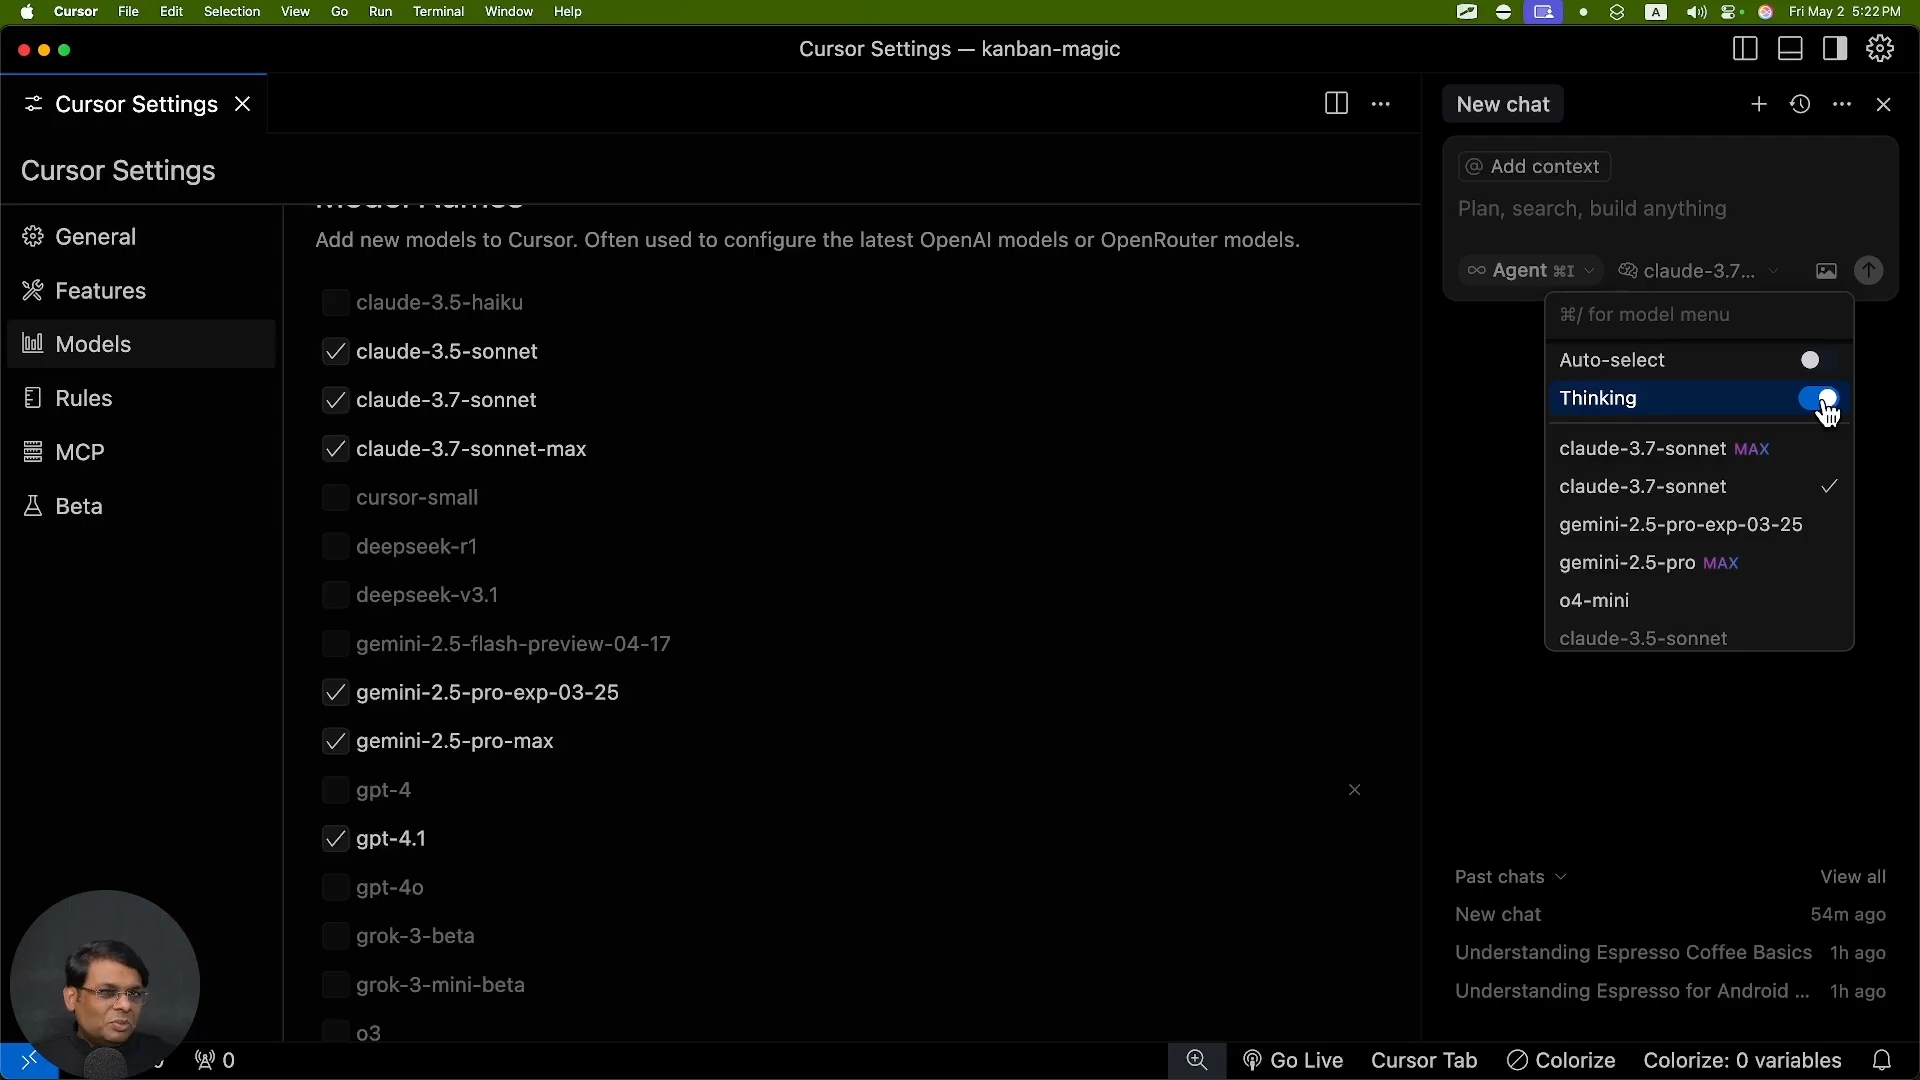 Cursor File Edit Selection View Go Run Terminal Window Help
A Fri May 2 5:22 PM
Cursor Settings — kanban-magic
Cursor Settings
Cursor Settings
General
Features
Models
Rules
MCP
Beta
Model Names
Add new models to Cursor. Often used to configure the latest OpenAI models or OpenRouter models.
claude-3.5-haiku
claude-3.5-sonnet
claude-3.7-sonnet
claude-3.7-sonnet-max
cursor-small
deepseek-r1
deepseek-v3.1
gemini-2.5-flash-preview-04-17
gemini-2.5-pro-exp-03-25
gemini-2.5-pro-max
gpt-4
gpt-4.1
gpt-4o
grok-3-beta
grok-3-mini-beta
o3
New chat
@ Add context
Plan, search, build anything
∞ Agent ⌘I claude-3.7...
⌘/ for model menu
Auto-select
Thinking
claude-3.7-sonnet MAX
claude-3.7-sonnet
gemini-2.5-pro-exp-03-25
gemini-2.5-pro MAX
o4-mini
claude-3.5-sonnet
Past chats View all
New chat 54m ago
Understanding Espresso Coffee Basics 1h ago
Understanding Espresso for Android ... 1h ago
0 Go Live Cursor Tab Colorize Colorize: 0 variables